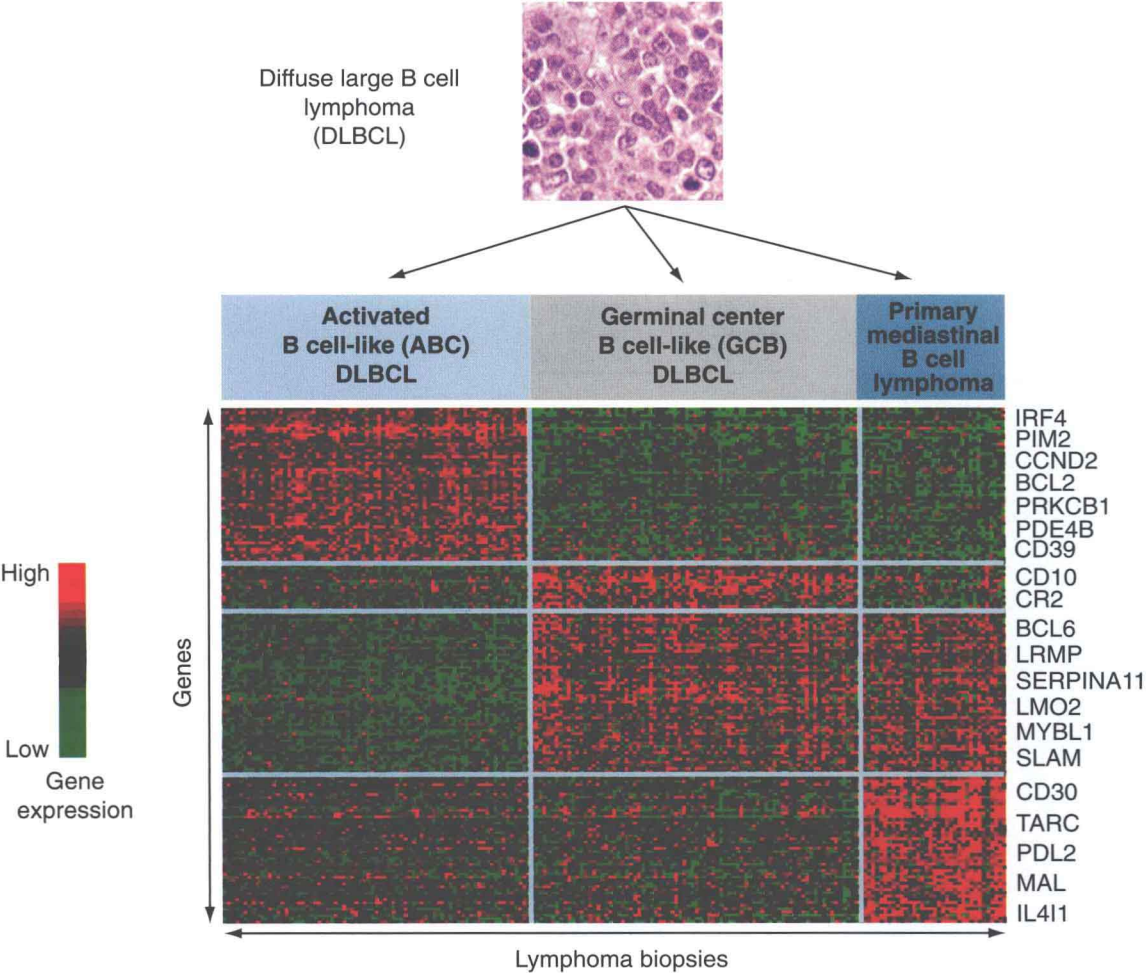 Diffuse large B cell
lymphoma
(DLBCL)
Activated
B cell-like (ABC)
DLBCL
Germinal center
B cell-like (GCB)
DLBCL
Primary
mediastinal
B cell
lymphoma
IRF4
PIM2
CCND2
BCL2
PRKCB1
PDE4B
CD39
CD10
CR2
BCL6
LRMP
SERPINA11
LMO2
MYBL1
SLAM
CD30
TARC
PDL2
MAL
IL4I1
High
Low
Gene
expression
Genes
Lymphoma biopsies